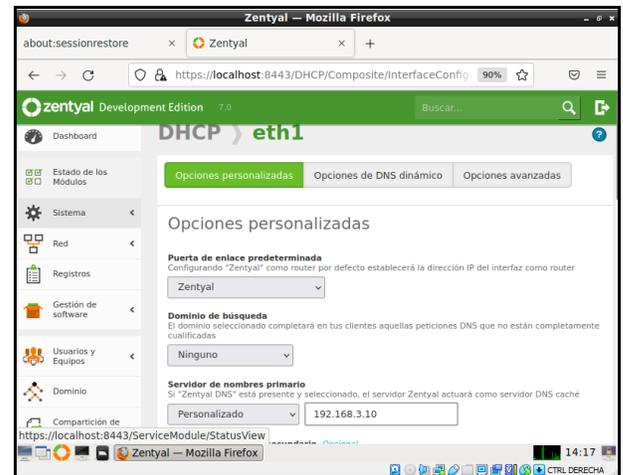 Zentyal — Mozilla Firefox
about:sessionrestore
Zentyal
https://localhost:8443/DHCP/Composite/InterfaceConfig
90%
zentyal Development Edition 7.0
Buscar...
Dashboard
Estado de los
Módulos
Sistema
Red
Registros
Gestión de
software
Usuarios y
Equipos
Dominio
Compartición de
DHCP eth1
Opciones personalizadas Opciones de DNS dinámico Opciones avanzadas
Opciones personalizadas
Puerta de enlace predeterminada
Configurando "Zentyal" como router por defecto establecerá la dirección IP del interfaz como router
Zentyal
Dominio de búsqueda
El dominio seleccionado completará en tus clientes aquellas peticiones DNS que no están completamente
cualificadas
Ninguno
Servidor de nombres primario
Si "Zentyal DNS" está presente y seleccionado, el servidor Zentyal actuará como servidor DNS caché
Personalizado 192.168.3.10
https://localhost:8443/ServiceModule/StatusView
Opcional
Zentyal — Mozilla Firefox
14:17
CTRL DERECHA